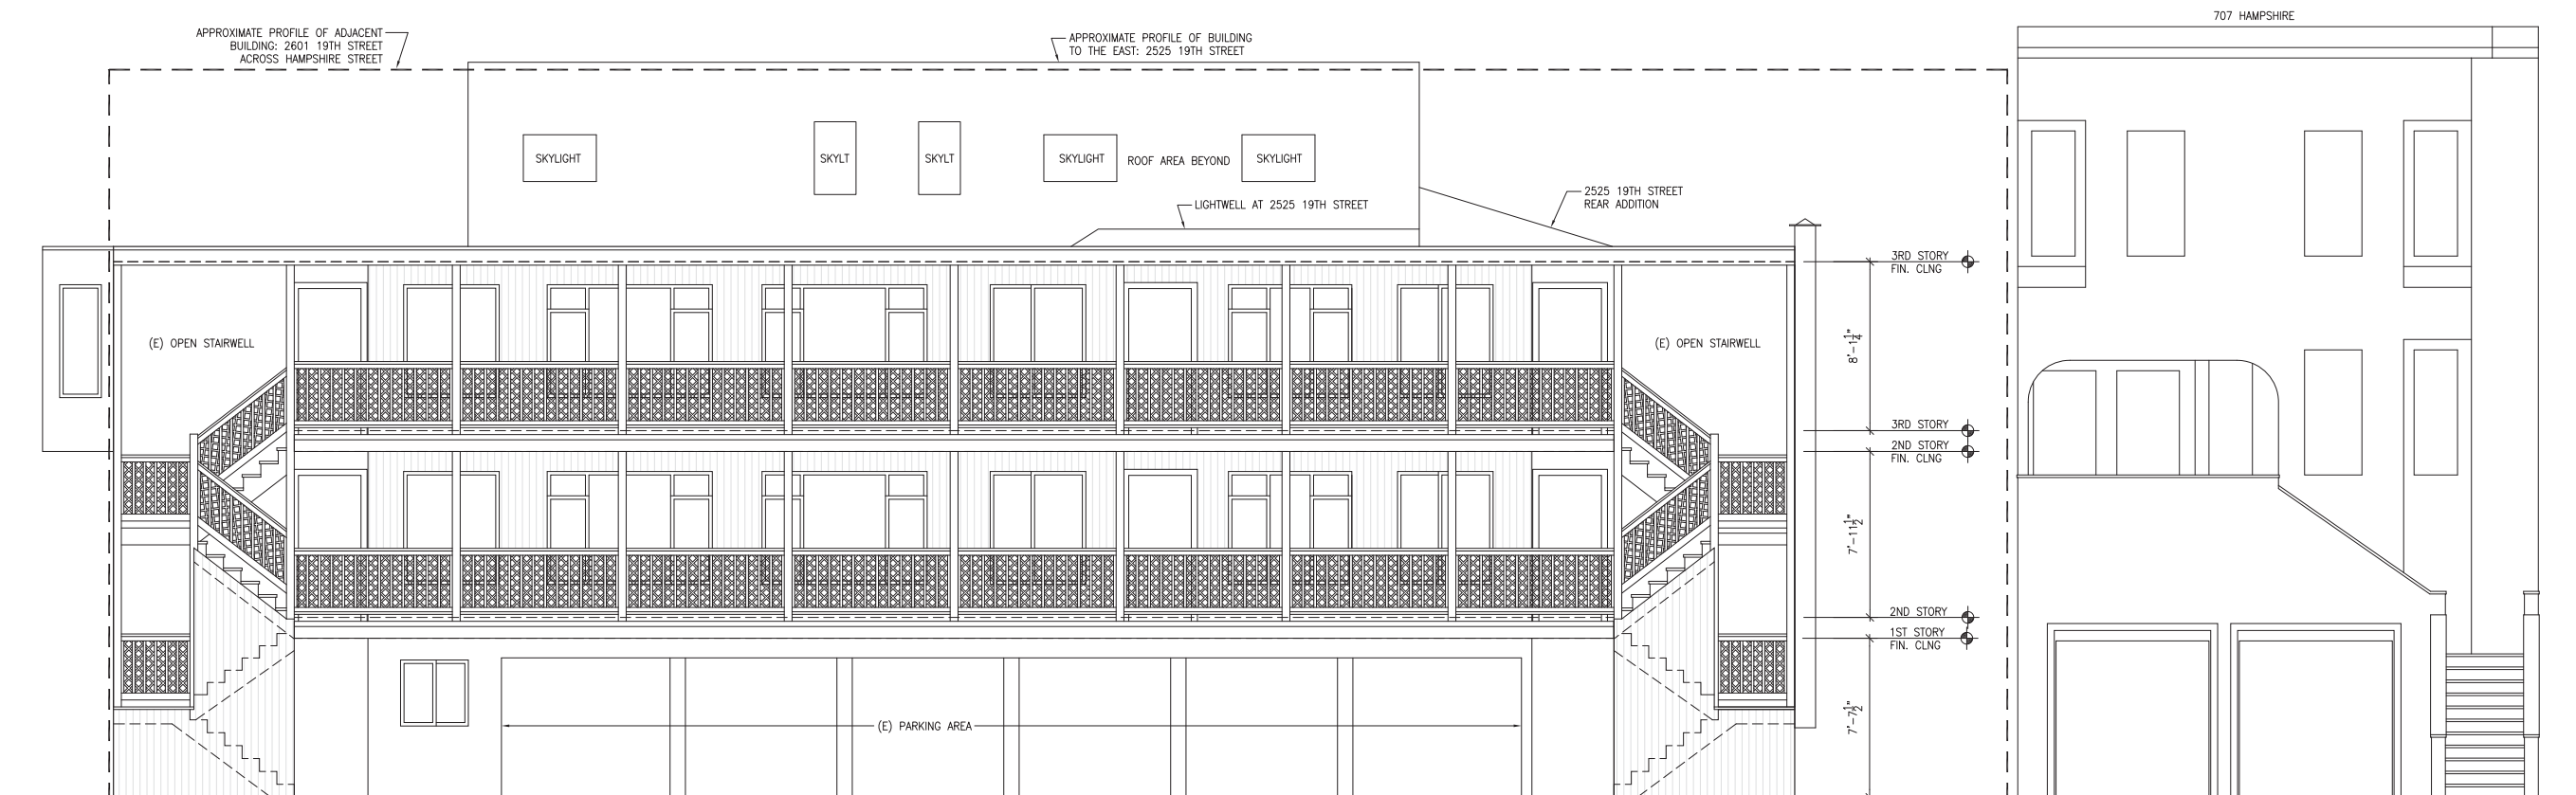 707 HAMPSHIRE
APPROXIMATE PROFILE OF ADJACENT
BUILDING: 2601 19TH STREET
ACROSS HAMPSHIRE STREET
APPROXIMATE PROFILE OF BUILDING
TO THE EAST: 2525 19TH STREET
SKYLIGHT
SKYLT
SKYLT
SKYLIGHT
ROOF AREA BEYOND
SKYLIGHT
LIGHTWELL AT 2525 19TH STREET
2525 19TH STREET
REAR ADDITION
3RD STORY
FIN. CLNG
(E) OPEN STAIRWELL
(E) OPEN STAIRWELL
8'-1 1/4"
3RD STORY
2ND STORY
FIN. CLNG
7'-11 1/2"
2ND STORY
1ST STORY
FIN. CLNG
7'-7 1/2"
(E) PARKING AREA